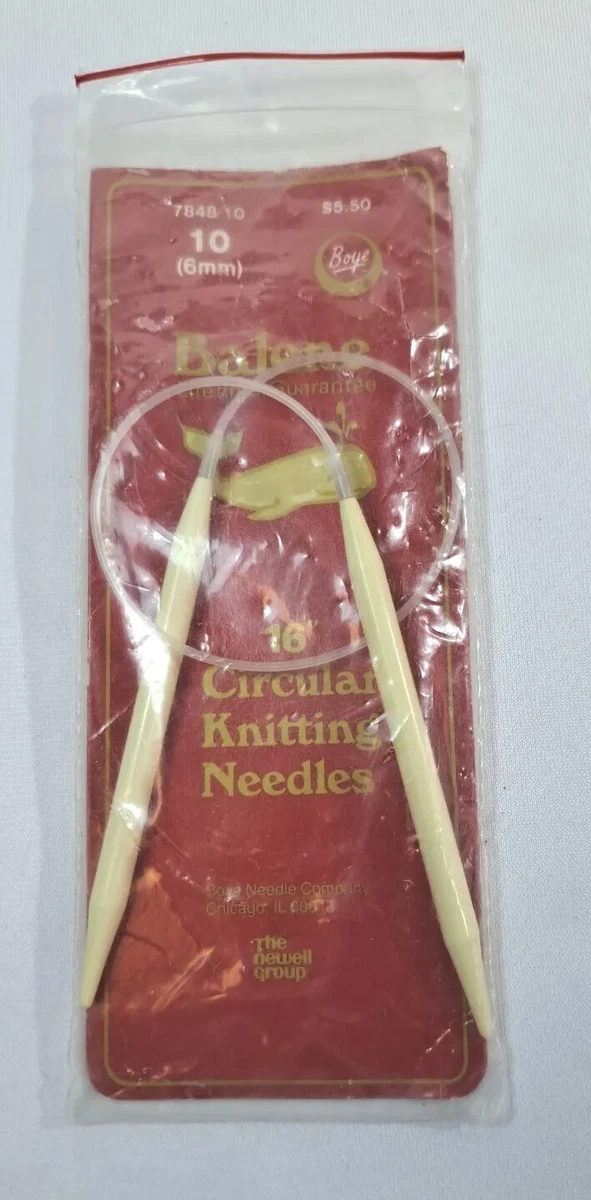 7848 10
$5.50
10
(6mm)
Boye
Balene
Guarantee
16"
Circular
Knitting
Needles
Boye Needle Company
Chicago, IL
The
newell
group